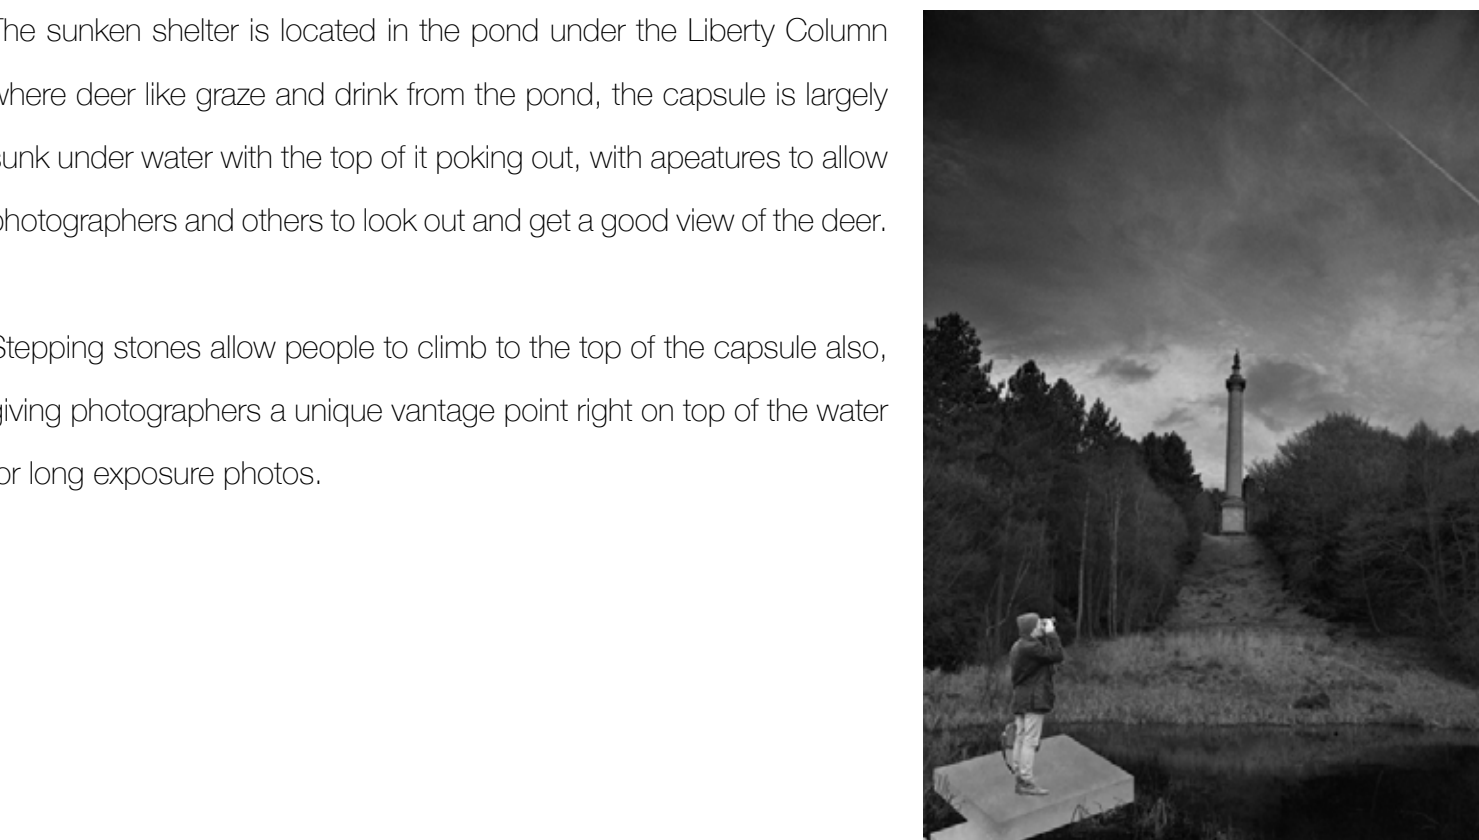 The sunken shelter is located in the pond under the Liberty Column
where deer like graze and drink from the pond, the capsule is largely
sunk under water with the top of it poking out, with apeatures to allow
photographers and others to look out and get a good view of the deer.
Stepping stones allow people to climb to the top of the capsule also,
giving photographers a unique vantage point right on top of the water
for long exposure photos.